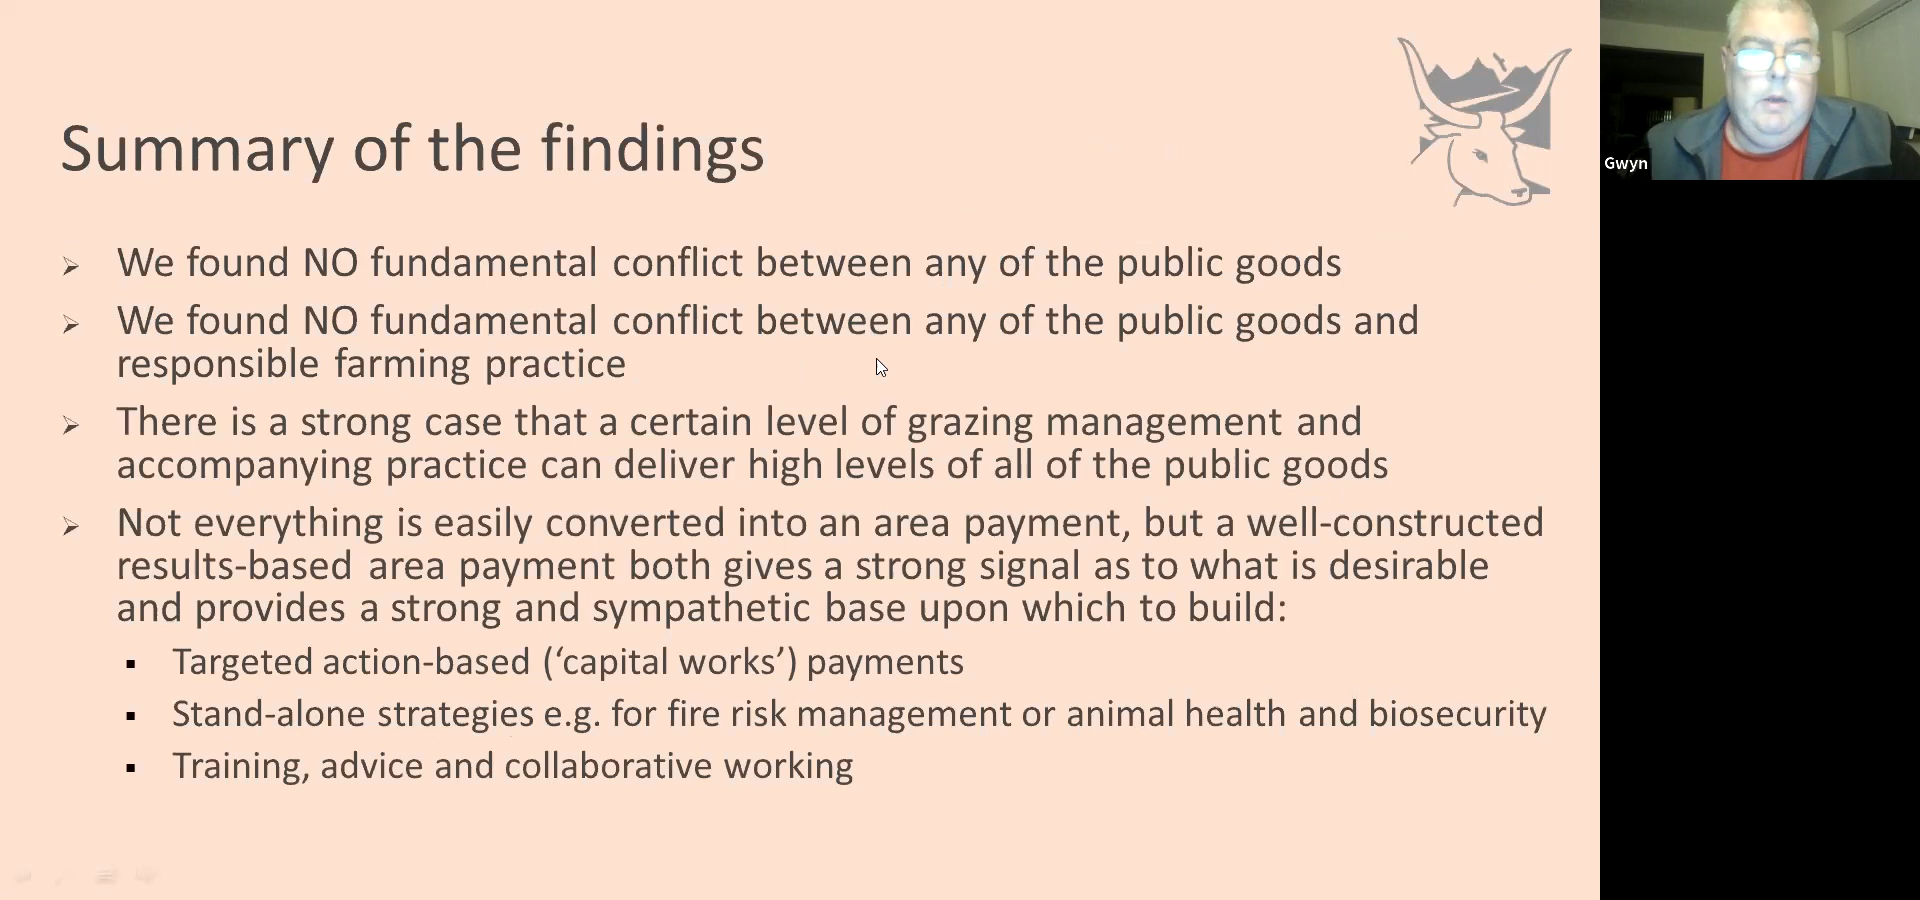 Summary of the findings
We found NO fundamental conflict between any of the public goods
We found NO fundamental conflict between any of the public goods and
responsible farming practice
There is a strong case that a certain level of grazing management and
accompanying practice can deliver high levels of all of the public goods
Not everything is easily converted into an area payment, but a well-constructed
results-based area payment both gives a strong signal as to what is desirable
and provides a strong and sympathetic base upon which to build:
Targeted action-based (‘capital works’) payments
Stand-alone strategies e.g. for fire risk management or animal health and biosecurity
Training, advice and collaborative working
Gwyn